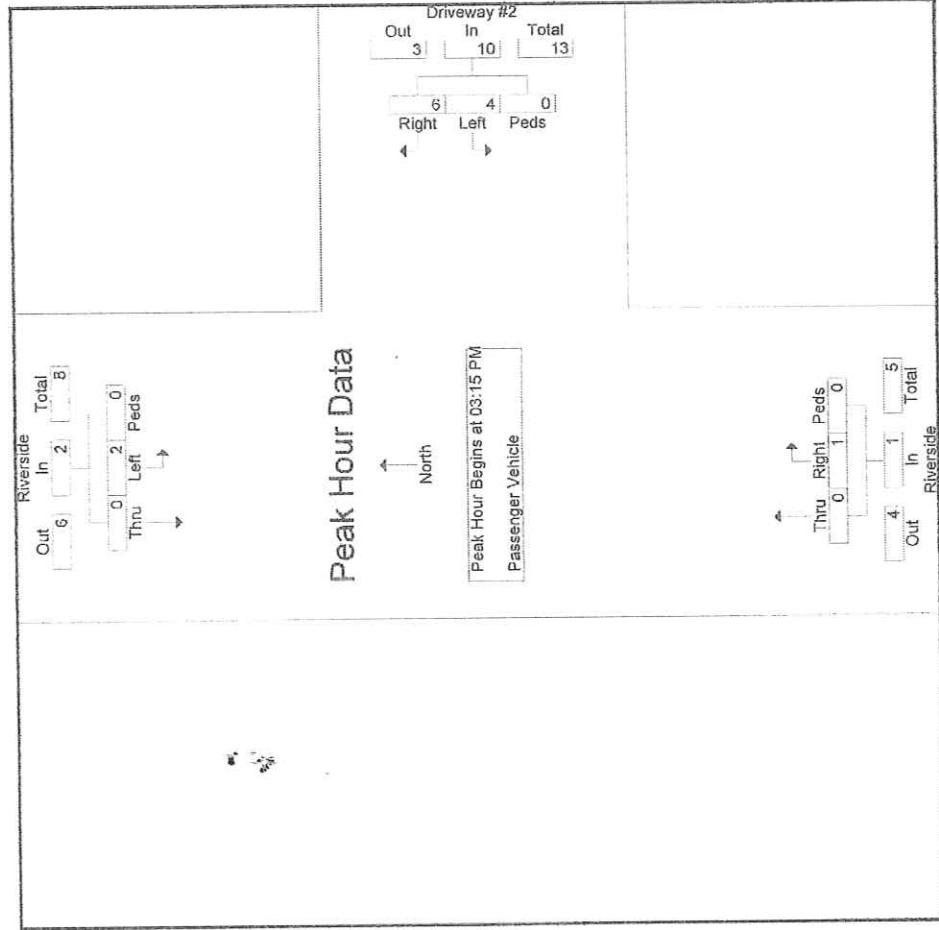 Driveway #2
Out In Total
3 10 13
6 4 0
Right Left Peds
Riverside
Out In Total
6 2 8
0 2 0
Thru Left Peds
Peak Hour Data
North
Peak Hour Begins at 03:15 PM
Passenger Vehicle
Thru Right Peds
0 1 0
4 1 5
Out In Total
Riverside